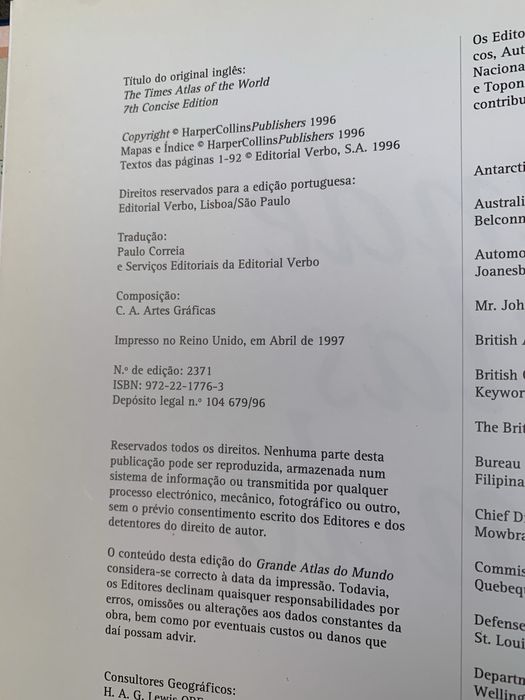 Título do original inglês:
The Times Atlas of the World
7th Concise Edition
Copyright © HarperCollinsPublishers 1996
Mapas e Índice © HarperCollinsPublishers 1996
Textos das páginas 1-92 © Editorial Verbo, S.A. 1996
Direitos reservados para a edição portuguesa:
Editorial Verbo, Lisboa/São Paulo
Tradução:
Paulo Correia
e Serviços Editoriais da Editorial Verbo
Composição:
C. A. Artes Gráficas
Impresso no Reino Unido, em Abril de 1997
N.º de edição: 2371
ISBN: 972-22-1776-3
Depósito legal n.º 104 679/96
Reservados todos os direitos. Nenhuma parte desta
publicação pode ser reproduzida, armazenada num
sistema de informação ou transmitida por qualquer
processo electrónico, mecânico, fotográfico ou outro,
sem o prévio consentimento escrito dos Editores e dos
detentores do direito de autor.
O conteúdo desta edição do Grande Atlas do Mundo
considera-se correcto à data da impressão. Todavia,
os Editores declinam quaisquer responsabilidades por
erros, omissões ou alterações aos dados constantes da
obra, bem como por eventuais custos ou danos que
daí possam advir.
Consultores Geográficos:
H. A. G. Lewis OBE
Os Edito
cos, Aut
Naciona
e Topon
contribu
Antarcti
Australi
Belconn
Automo
Joanesb
Mr. Joh
British
British
Keywor
The Brit
Bureau
Filipina
Chief D
Mowbra
Commis
Quebeq
Defense
St. Loui
Departn
Welling